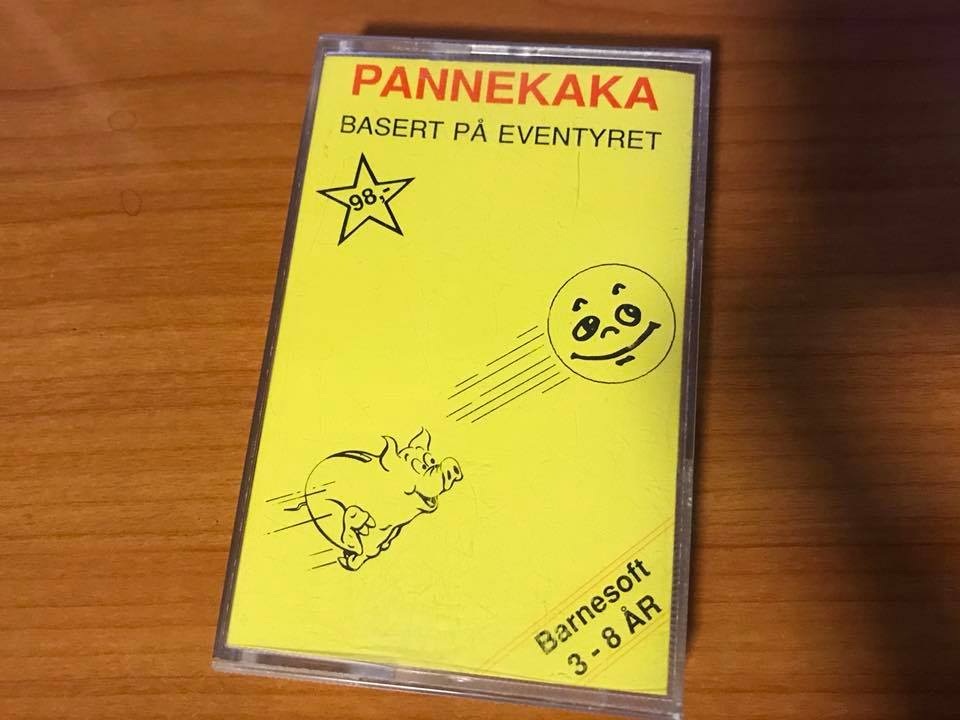 PANNEKAKA
BASERT PÅ EVENTYRET
98,-
Barnesoft
3 - 8 ÅR